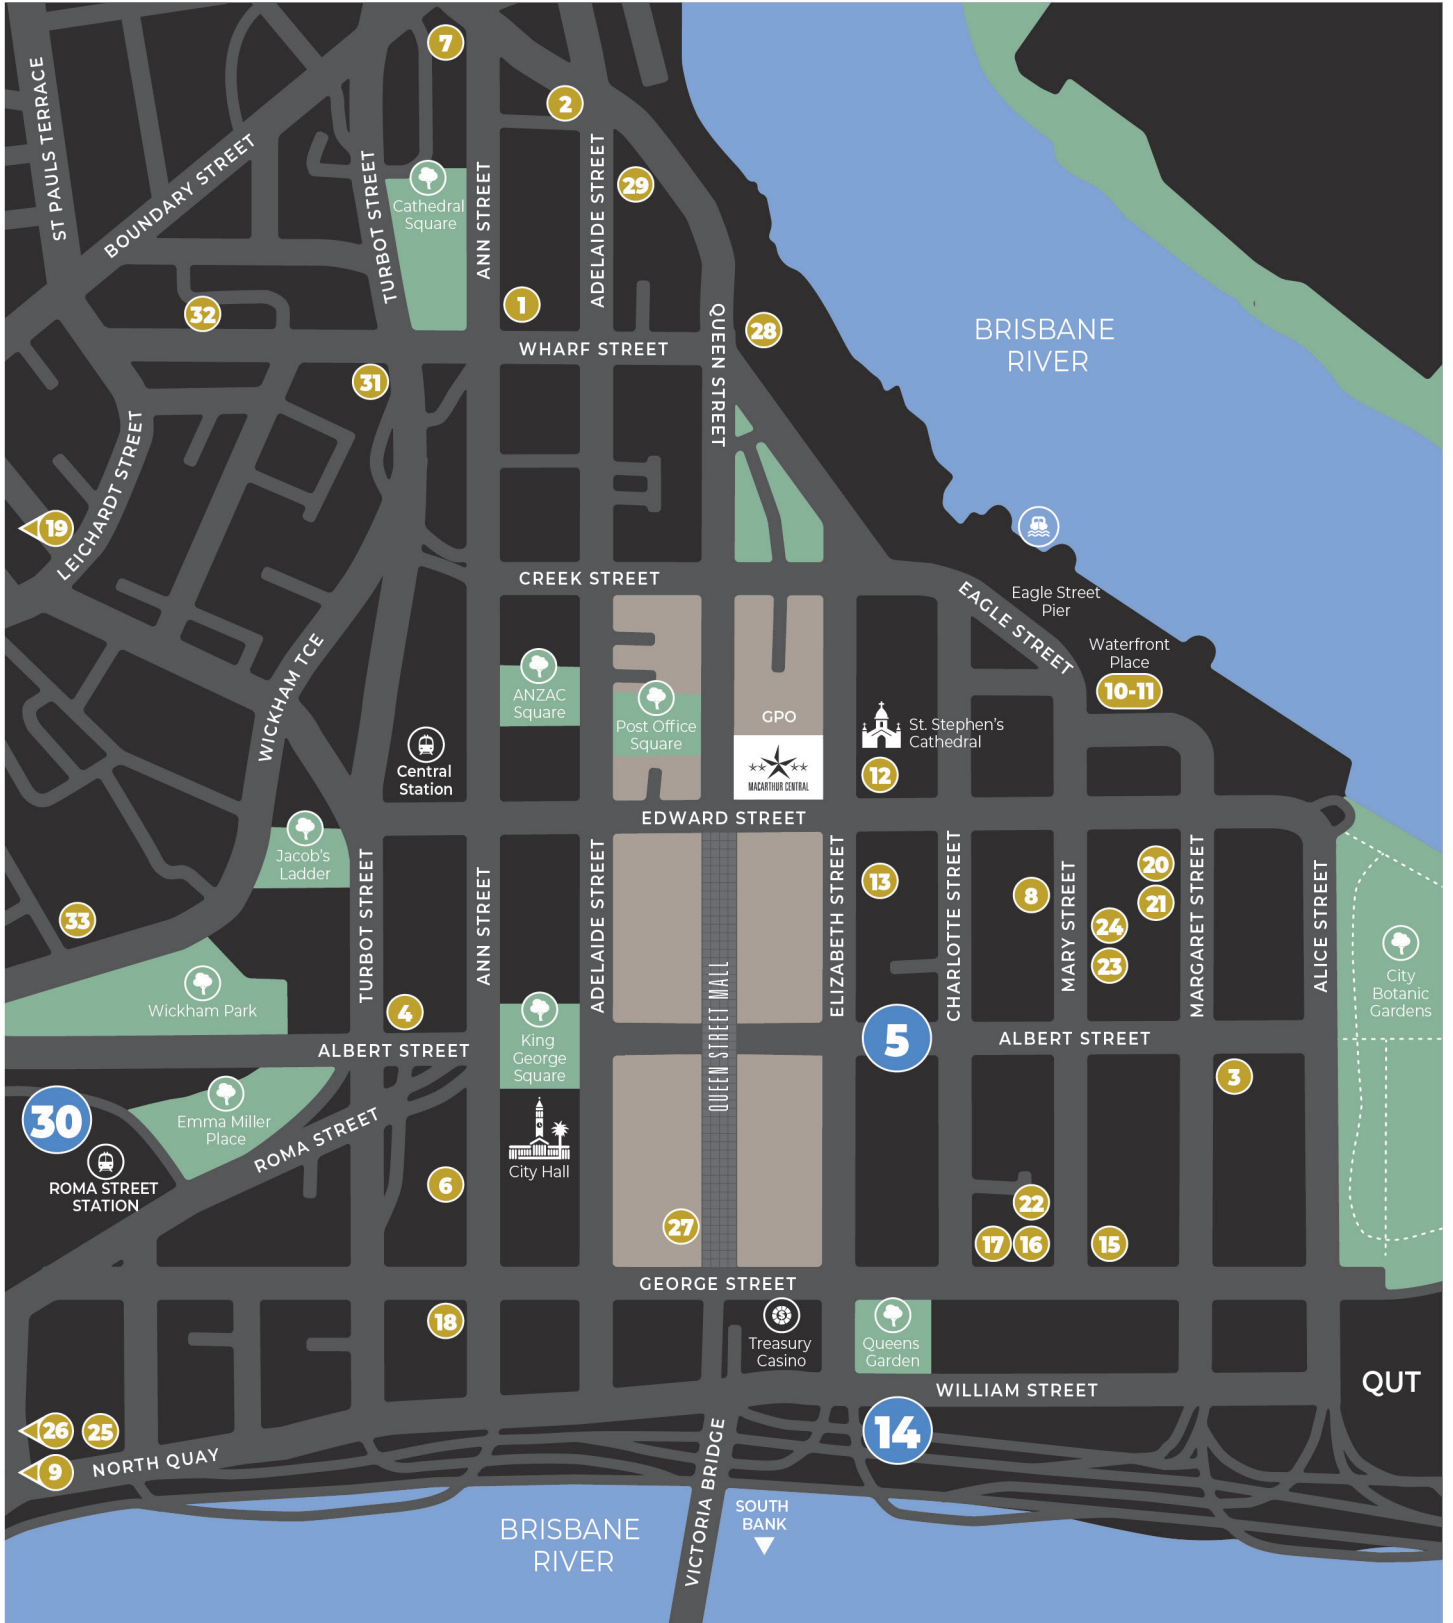 7
2
ST PAULS TERRACE
BOUNDARY STREET
TURBOT STREET
Cathedral
Square
ANN STREET
ADELAIDE STREET
29
32
1
28
QUEEN STREET
WHARF STREET
BRISBANE
RIVER
31
LEICHARDT STREET
19
CREEK STREET
EAGLE STREET
Eagle Street
Pier
Waterfront
Place
10-11
WICKHAM TCE
ANZAC
Square
Post Office
Square
GPO
MACARTHUR CENTRAL
St. Stephen's
Cathedral
12
Central
Station
EDWARD STREET
Jacob's
Ladder
TURBOT STREET
ANN STREET
ADELAIDE STREET
QUEEN STREET MALL
ELIZABETH STREET
13
CHARLOTTE STREET
8
MARY STREET
20
21
24
23
MARGARET STREET
ALICE STREET
City
Botanic
Gardens
33
Wickham Park
4
King
George
Square
5
ALBERT STREET
ALBERT STREET
3
30
Emma Miller
Place
ROMA STREET
ROMA STREET
STATION
City Hall
6
27
22
17
16
15
GEORGE STREET
18
$
Treasury
Casino
Queens
Garden
WILLIAM STREET
QUT
14
26
25
9
NORTH QUAY
VICTORIA BRIDGE
SOUTH
BANK
BRISBANE
RIVER